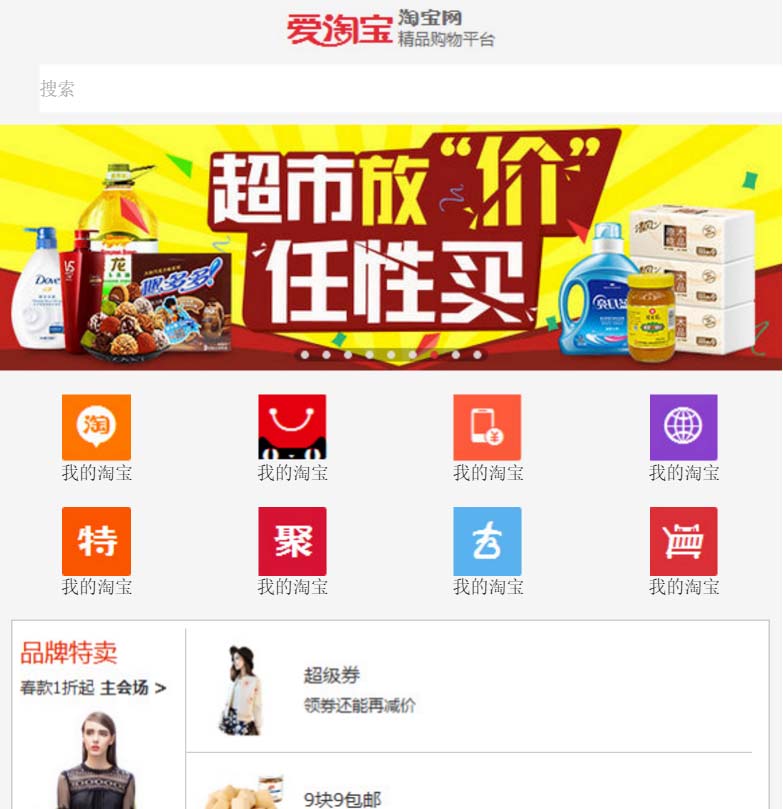 爱淘宝 淘宝网
精品购物平台
搜索
超市放“价”
任性买
Dove
VS
龙
淘
我的淘宝 我的淘宝 我的淘宝 我的淘宝
特 聚 去
我的淘宝 我的淘宝 我的淘宝 我的淘宝
品牌特卖
春款1折起 主会场 >
超级券
领券还能再减价
9块9包邮